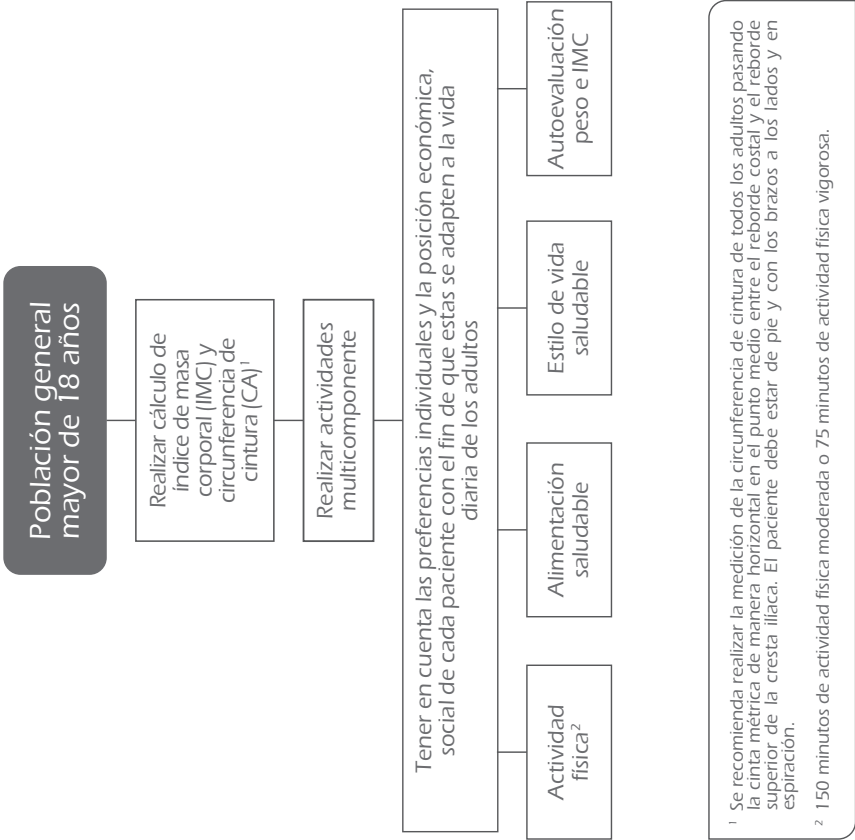 Población general
mayor de 18 años
Realizar cálculo de
índice de masa
corporal (IMC) y
circunferencia de
cintura (CA)¹
Realizar actividades
multicomponente
Tener en cuenta las preferencias individuales y la posición económica,
social de cada paciente con el fin de que estas se adapten a la vida
diaria de los adultos
Actividad
física²
Alimentación
saludable
Estilo de vida
saludable
Autoevaluación
peso e IMC
¹ Se recomienda realizar la medición de la circunferencia de cintura de todos los adultos pasando
la cinta métrica de manera horizontal en el punto medio entre el reborde costal y el reborde
superior de la cresta iliaca. El paciente debe estar de pie y con los brazos a los lados y en
espiración.
² 150 minutos de actividad física moderada o 75 minutos de actividad física vigorosa.